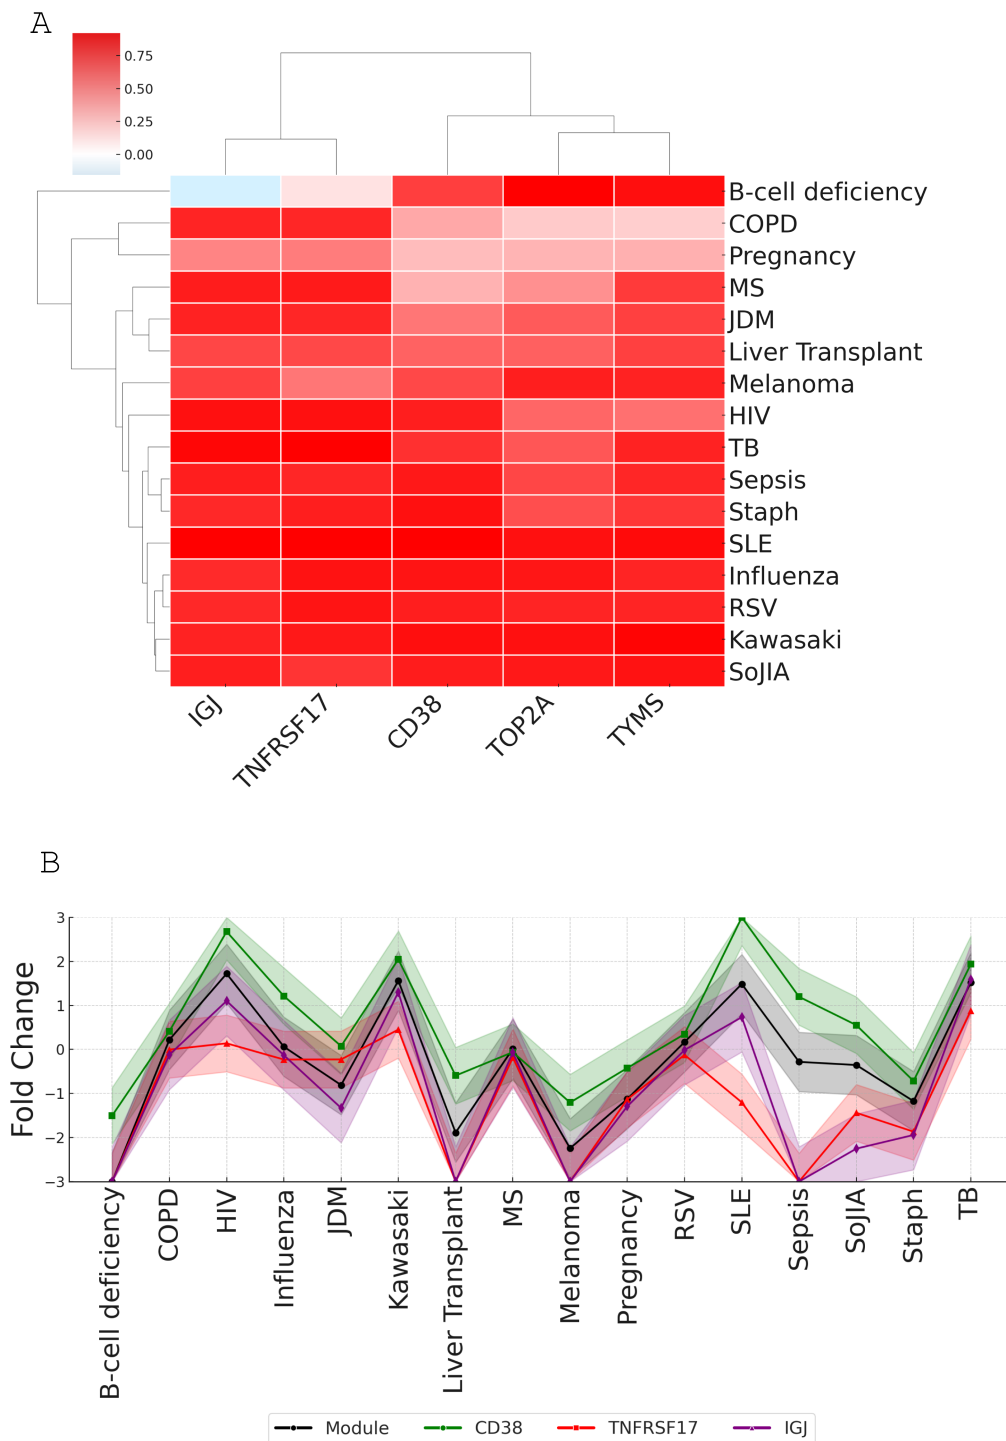 A
0.75
0.50
0.25
0.00
B-cell deficiency
COPD
Pregnancy
MS
JDM
Liver Transplant
Melanoma
HIV
TB
Sepsis
Staph
SLE
Influenza
RSV
Kawasaki
SoJIA
IGJ
TNFRSF17
CD38
TOP2A
TYMS
B
Fold Change
3
2
1
0
−1
−2
−3
B-cell deficiency
COPD
HIV
Influenza
JDM
Kawasaki
Liver Transplant
MS
Melanoma
Pregnancy
RSV
SLE
Sepsis
SoJIA
Staph
TB
Module CD38 TNFRSF17 IGJ